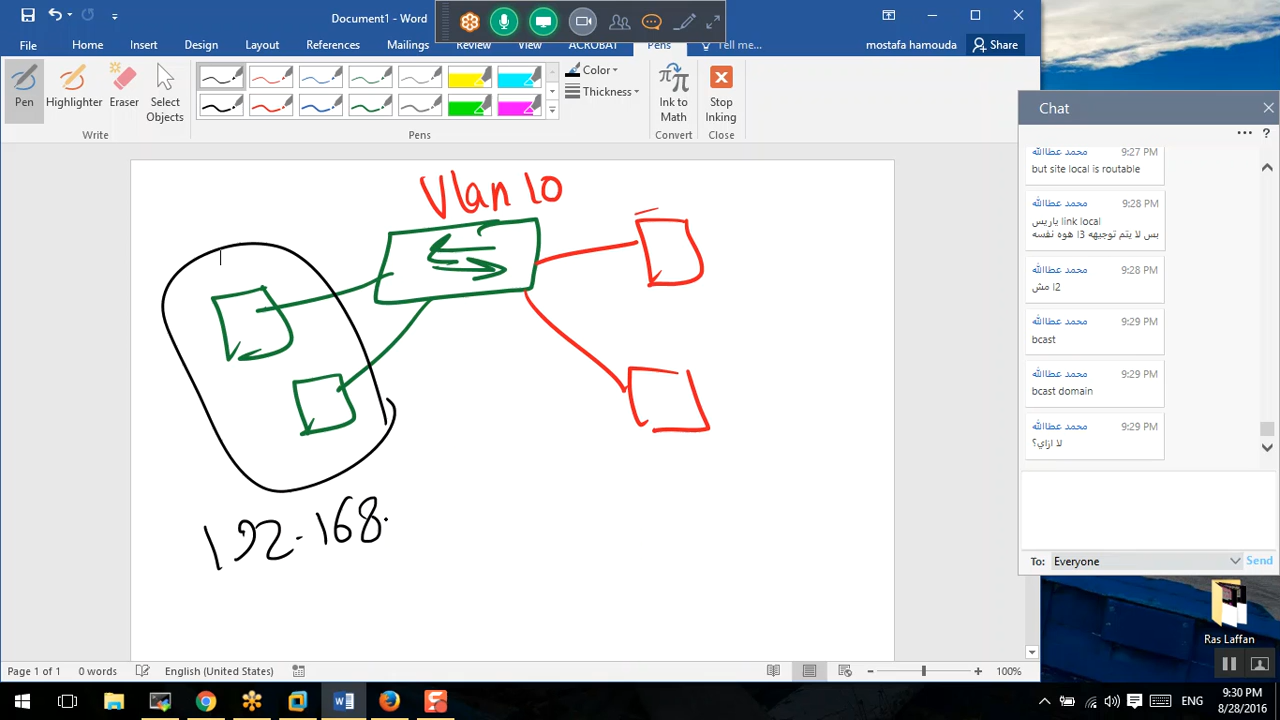 Document1 - Word
File
Home
Insert
Design
Layout
References
Mailings
Review
View
ACROBAT
Pens
Tell me...
mostafa hamouda
Share
Pen
Highlighter
Eraser
Select Objects
Write
Pens
Color
Thickness
Ink to Math
Convert
Stop Inking
Close
Vlan 10
192.168.
Chat
محمد عطاالله 9:27 PM
but site local is routable
محمد عطاالله 9:28 PM
ياريس link local
بس لا يتم توجيهه l3 هوه نفسه
محمد عطاالله 9:28 PM
l2 مش
محمد عطاالله 9:29 PM
bcast
محمد عطاالله 9:29 PM
bcast domain
محمد عطاالله 9:29 PM
لا ازاي؟
To: Everyone Send
Ras Laffan
Page 1 of 1 0 words English (United States) 100%
ENG
9:30 PM
8/28/2016